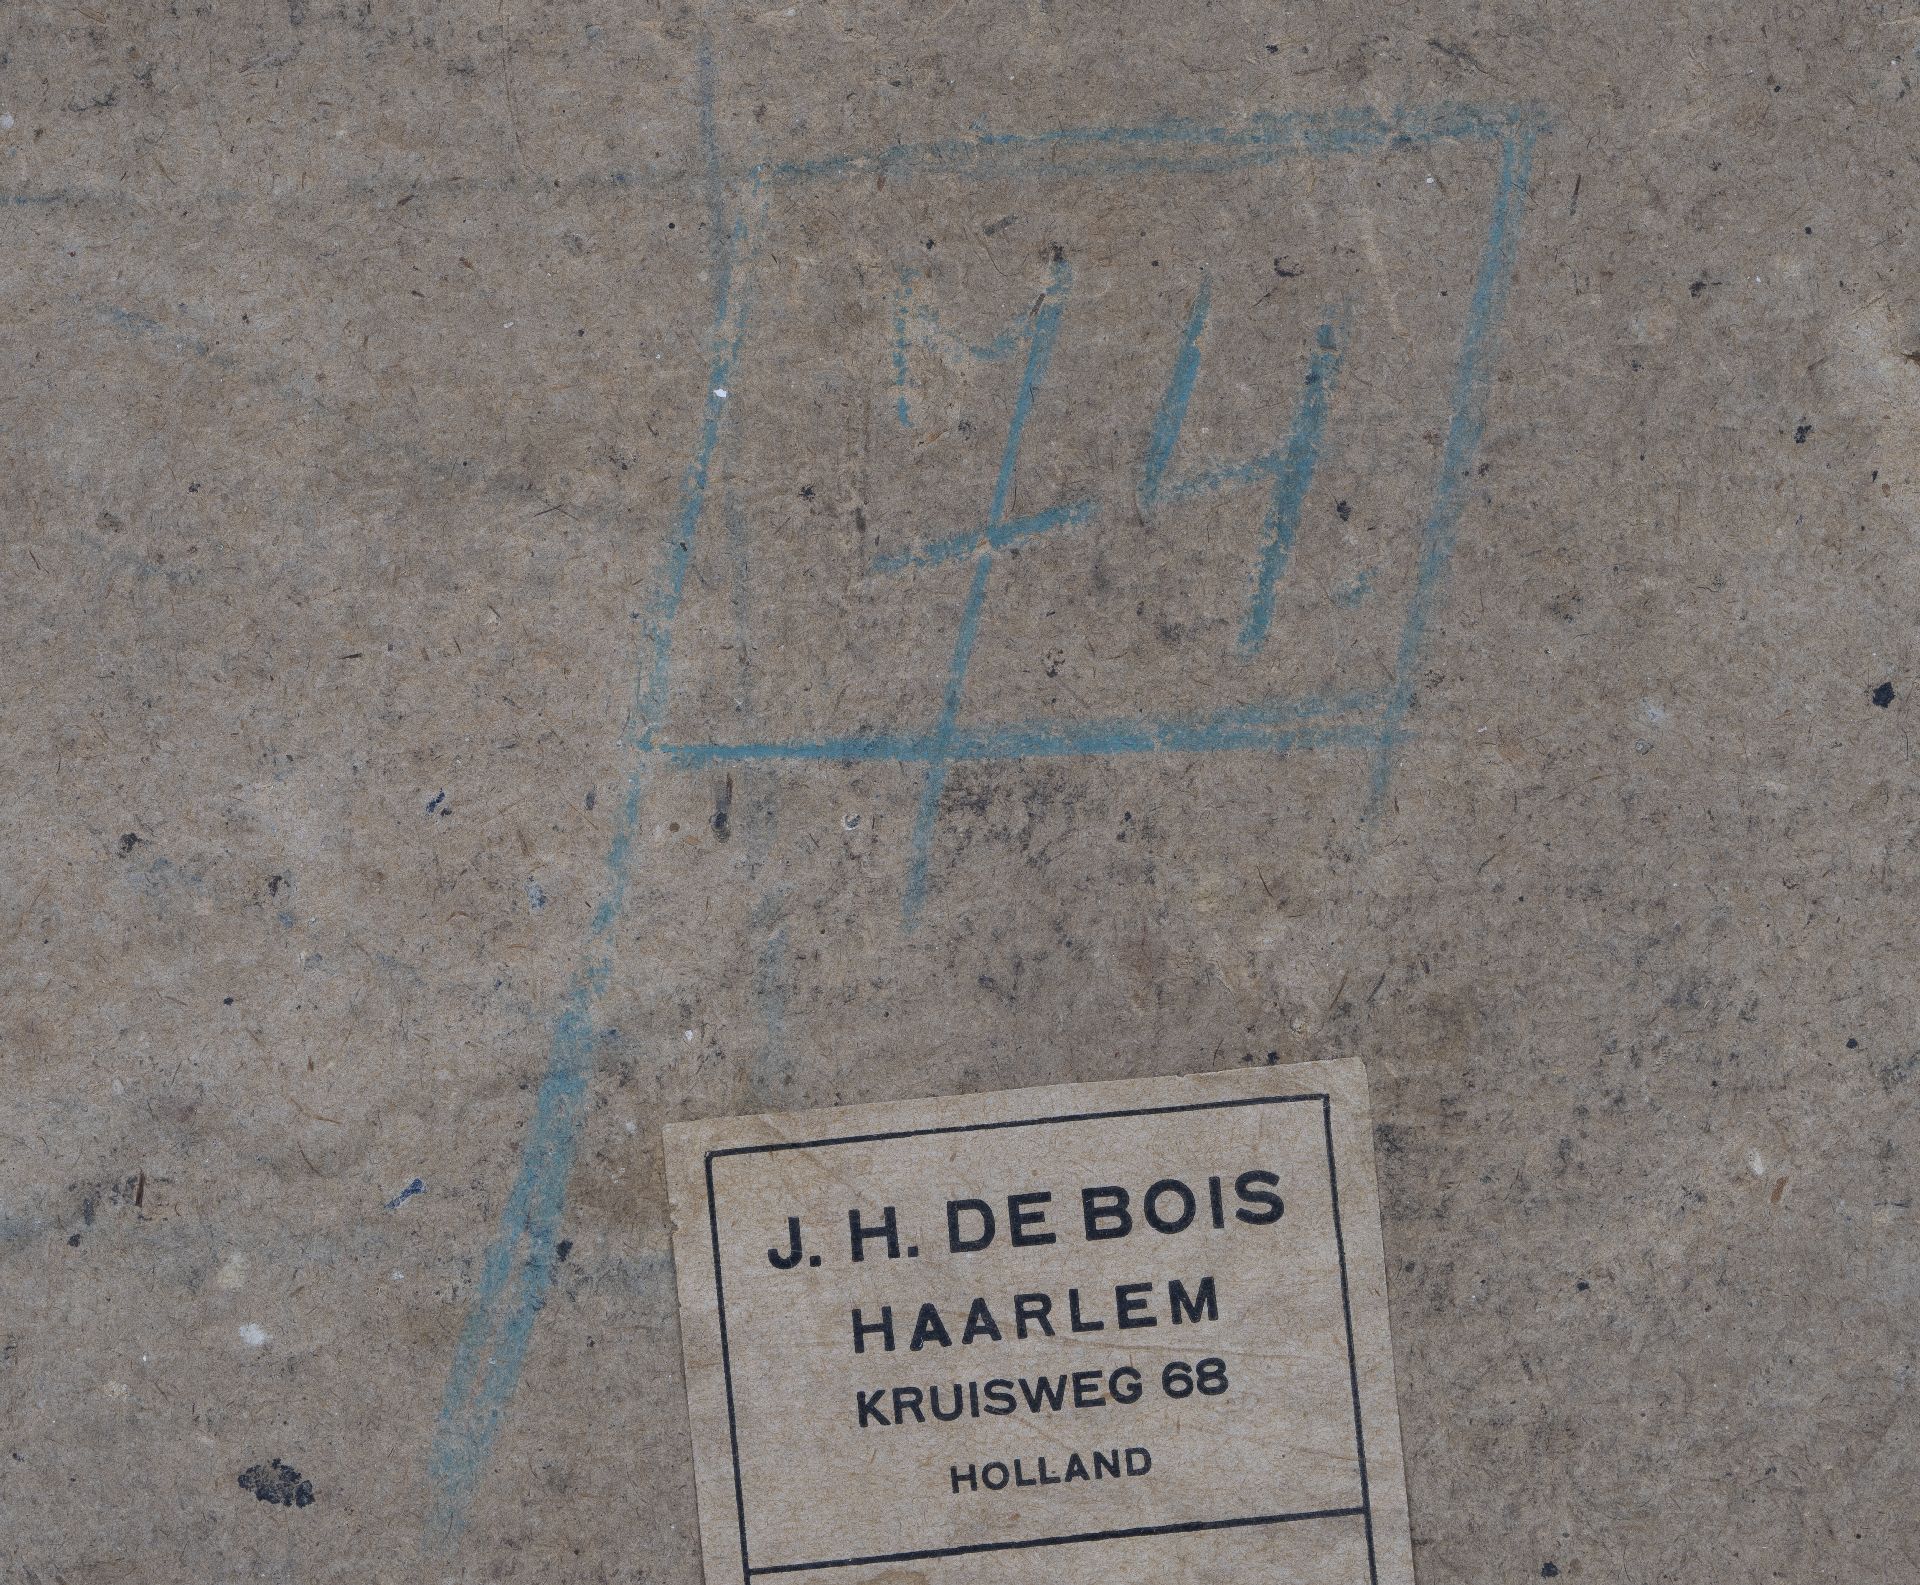 74
J. H. DE BOIS
HAARLEM
KRUISWEG 68
HOLLAND